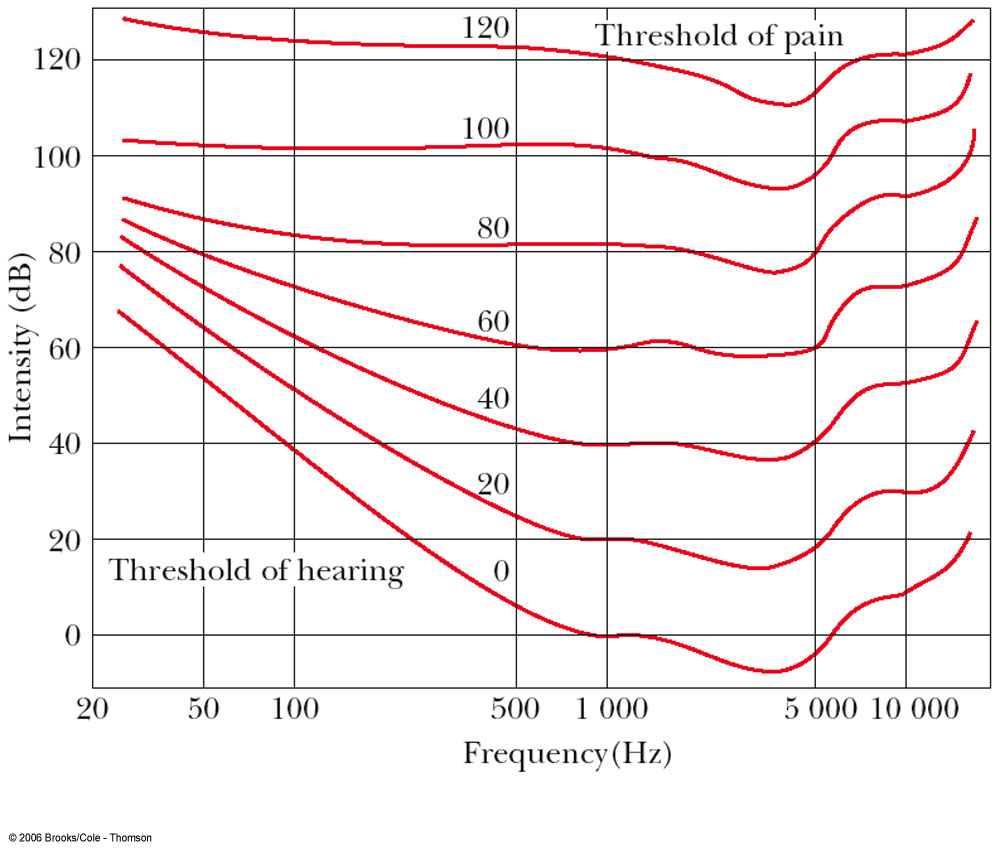 120
Threshold of pain
120
100
100
80
80
60
60
40
40
20
20
0
Threshold of hearing
0
Intensity (dB)
20 50 100 500 1 000 5 000 10 000
Frequency(Hz)
© 2006 Brooks/Cole - Thomson